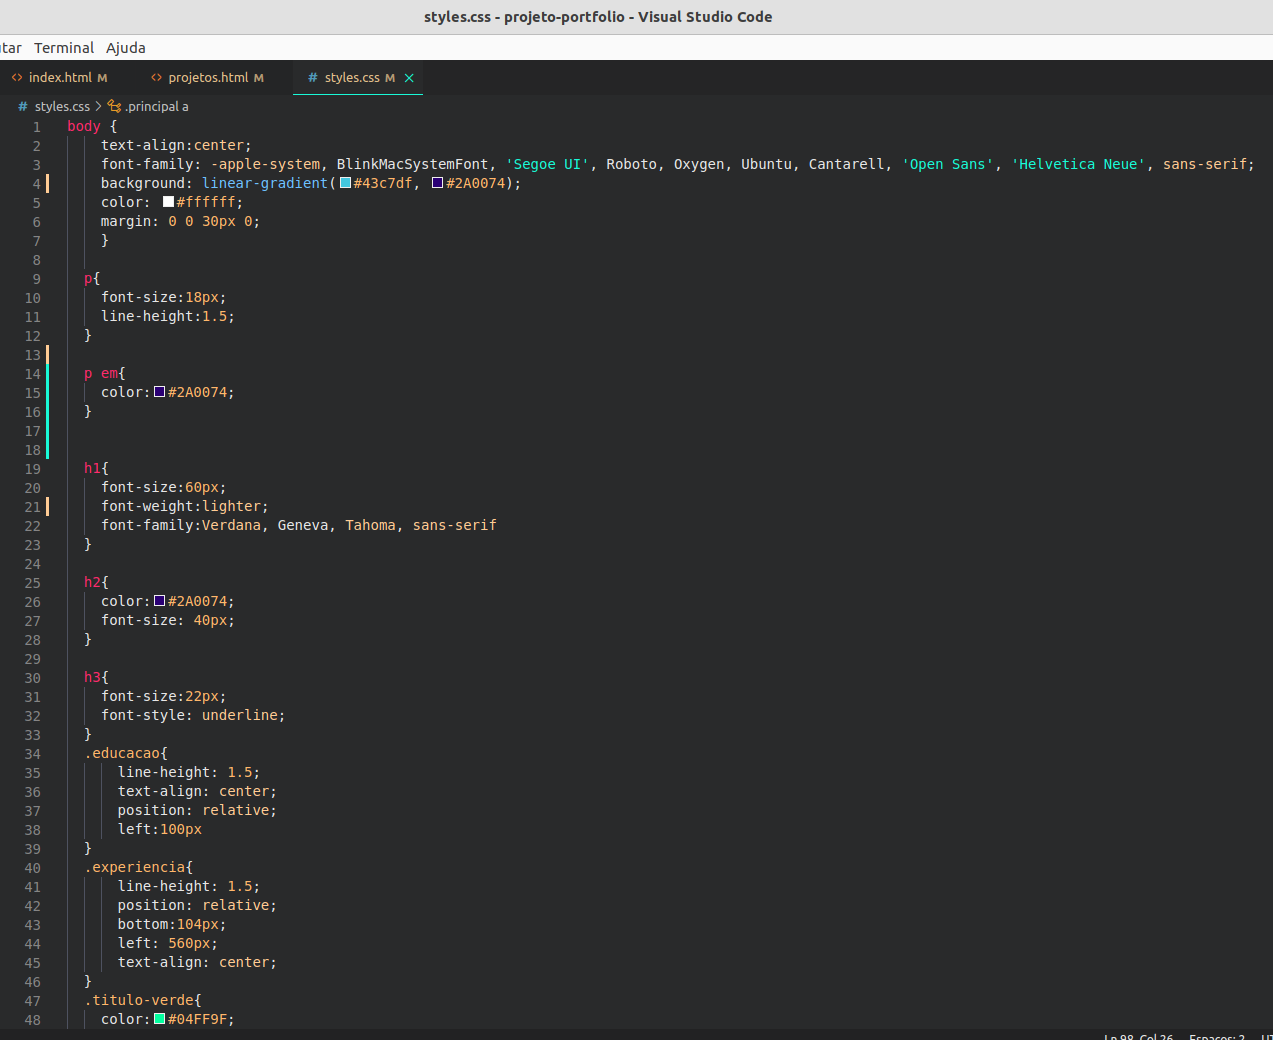 styles.css - projeto-portfolio - Visual Studio Code
tar Terminal Ajuda
<> index.html M <> projetos.html M # styles.css M ×
# styles.css > .principal a
1 body {
2 text-align:center;
3 font-family: -apple-system, BlinkMacSystemFont, 'Segoe UI', Roboto, Oxygen, Ubuntu, Cantarell, 'Open Sans', 'Helvetica Neue', sans-serif;
4 background: linear-gradient(#43c7df, #2A0074);
5 color: #ffffff;
6 margin: 0 0 30px 0;
7 }
8
9 p{
10 font-size:18px;
11 line-height:1.5;
12 }
13
14 p em{
15 color:#2A0074;
16 }
17
18
19 h1{
20 font-size:60px;
21 font-weight:lighter;
22 font-family:Verdana, Geneva, Tahoma, sans-serif
23 }
24
25 h2{
26 color:#2A0074;
27 font-size: 40px;
28 }
29
30 h3{
31 font-size:22px;
32 font-style: underline;
33 }
34 .educacao{
35 line-height: 1.5;
36 text-align: center;
37 position: relative;
38 left:100px
39 }
40 .experiencia{
41 line-height: 1.5;
42 position: relative;
43 bottom:104px;
44 left: 560px;
45 text-align: center;
46 }
47 .titulo-verde{
48 color:#04FF9F;
Ln 98, Col 26 Espaços: 2 UT